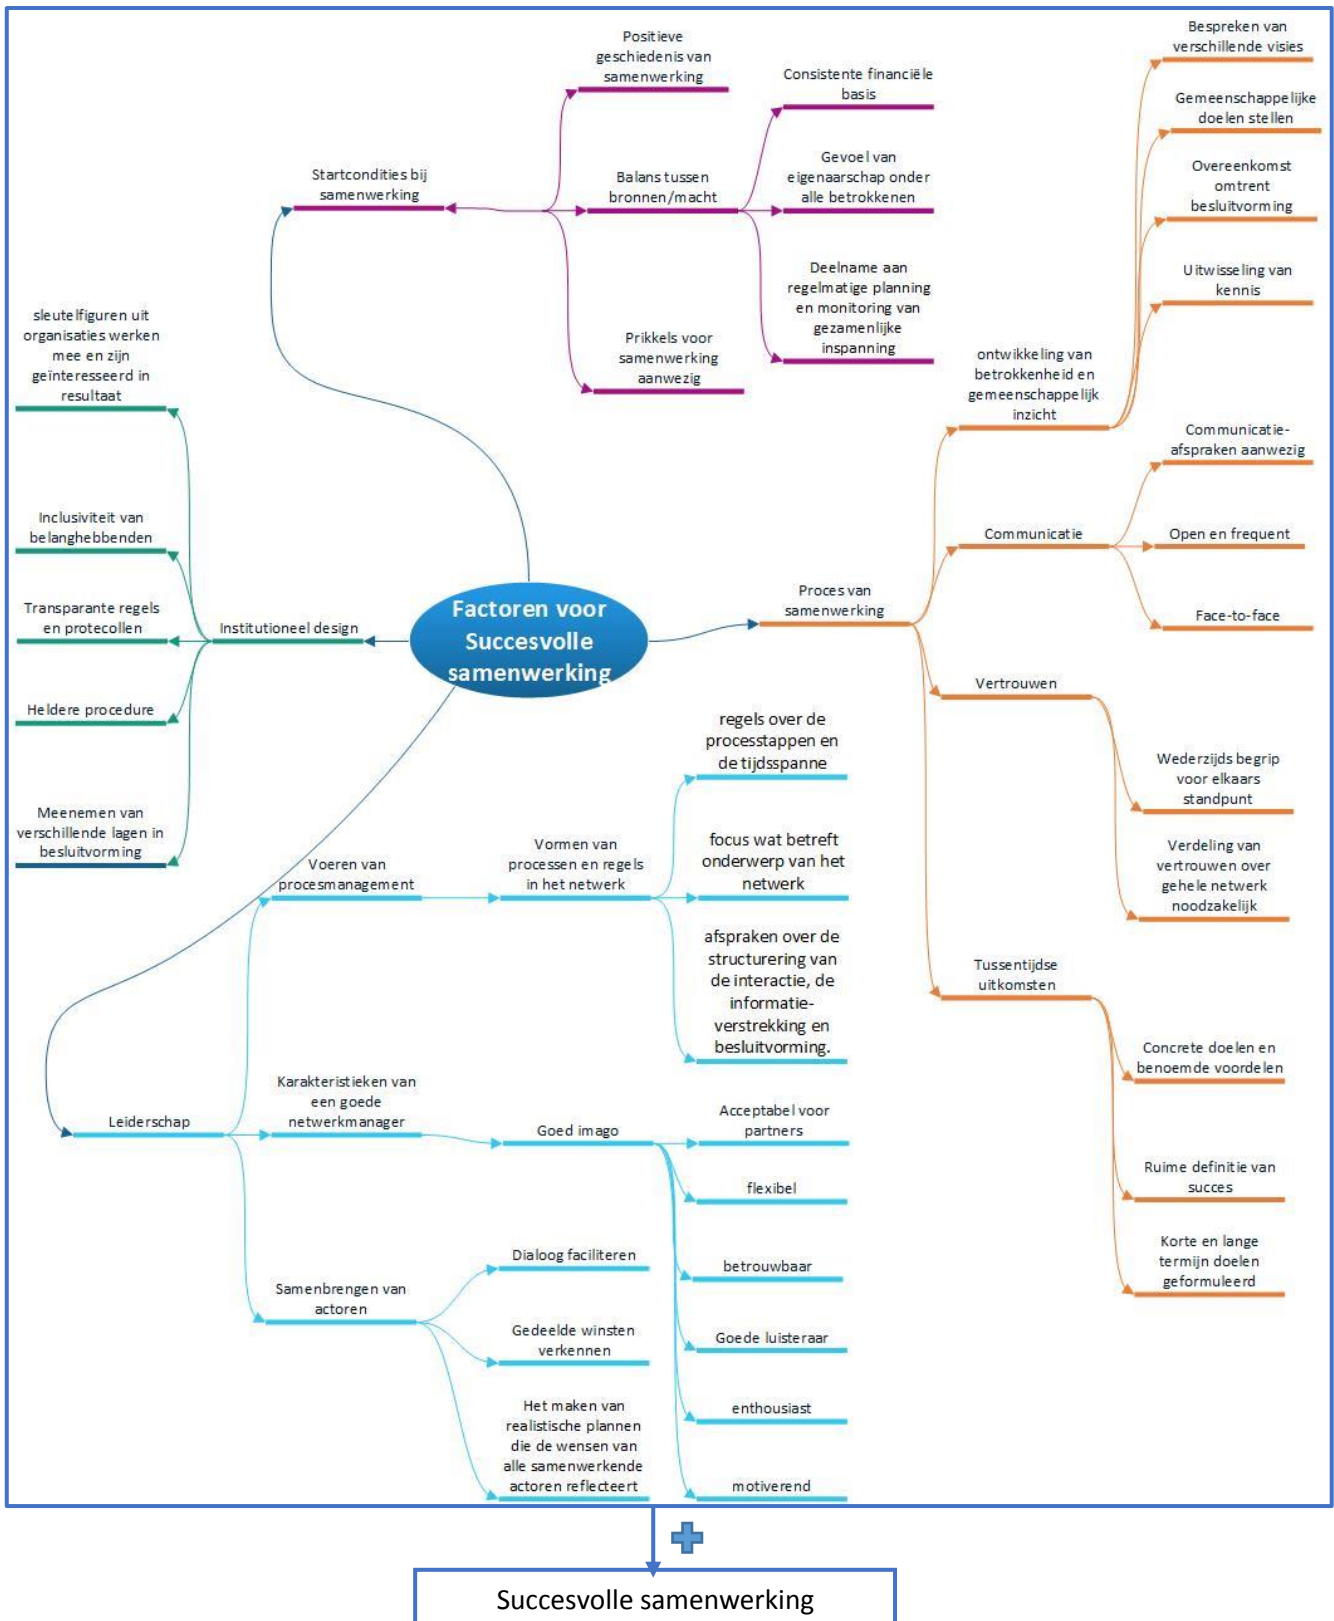 Factoren voor
Succesvolle
samenwerking
Startcondities bij
samenwerking
Positieve
geschiedenis van
samenwerking
Balans tussen
bronnen/macht
Consistente financiële
basis
Gevoel van
eigenaarschap onder
alle betrokkenen
Deelname aan
regelmatige planning
en monitoring van
gezamenlijke
inspanning
Prikkels voor
samenwerking
aanwezig
Proces van
samenwerking
ontwikkeling van
betrokkenheid en
gemeenschappelijk
inzicht
Bespreken van
verschillende visies
Gemeenschappelijke
doelen stellen
Overeenkomst
omtrent
besluitvorming
Uitwisseling van
kennis
Communicatie
Communicatie-
afspraken aanwezig
Open en frequent
Face-to-face
Vertrouwen
Wederzijds begrip
voor elkaars
standpunt
Verdeling van
vertrouwen over
gehele netwerk
noodzakelijk
Tussentijdse
uitkomsten
Concrete doelen en
benoemde voordelen
Ruime definitie van
succes
Korte en lange
termijn doelen
geformuleerd
Institutioneel design
sleutelfiguren uit
organisaties werken
mee en zijn
geïnteresseerd in
resultaat
Inclusiviteit van
belanghebbenden
Transparante regels
en protecollen
Heldere procedure
Meenemen van
verschillende lagen in
besluitvorming
Leiderschap
Voeren van
procesmanagement
Vormen van
processen en regels
in het netwerk
regels over de
processtappen en
de tijdsspanne
focus wat betreft
onderwerp van het
netwerk
afspraken over de
structurering van
de interactie, de
informatie-
verstrekking en
besluitvorming.
Karakteristieken van
een goede
netwerkmanager
Goed imago
Acceptabel voor
partners
flexibel
betrouwbaar
Goede luisteraar
enthousiast
motiverend
Samenbrengen van
actoren
Dialoog faciliteren
Gedeelde winsten
verkennen
Het maken van
realistische plannen
die de wensen van
alle samenwerkende
actoren reflecteert
Succesvolle samenwerking